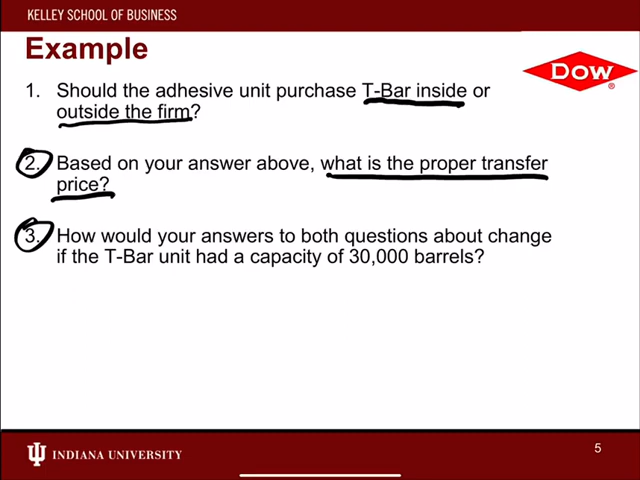 KELLEY SCHOOL OF BUSINESS
Example
DOW
®
1. Should the adhesive unit purchase T-Bar inside or
outside the firm?
2. Based on your answer above, what is the proper transfer
price?
3. How would your answers to both questions about change
if the T-Bar unit had a capacity of 30,000 barrels?
5
INDIANA UNIVERSITY